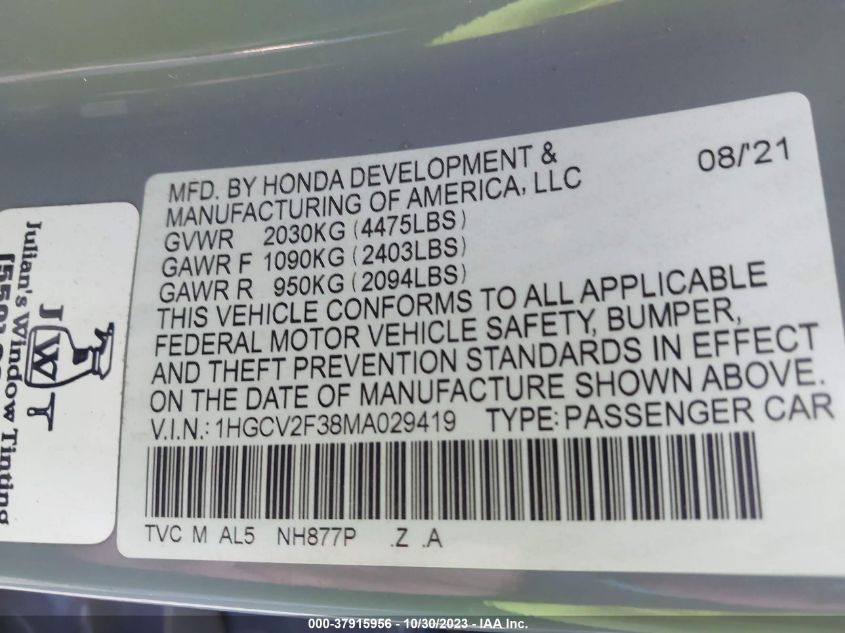 MFD. BY HONDA DEVELOPMENT &
MANUFACTURING OF AMERICA, LLC
08/'21
GVWR 2030KG (4475LBS)
GAWR F 1090KG (2403LBS)
GAWR R 950KG (2094LBS)
THIS VEHICLE CONFORMS TO ALL APPLICABLE
FEDERAL MOTOR VEHICLE SAFETY, BUMPER,
AND THEFT PREVENTION STANDARDS IN EFFECT
ON THE DATE OF MANUFACTURE SHOWN ABOVE.
V.I.N.: 1HGCV2F38MA029419 TYPE: PASSENGER CAR
TVC M AL5 NH877P .Z .A
JWT
Julian's Window Tinting
000-37915956 - 10/30/2023 - IAA Inc.